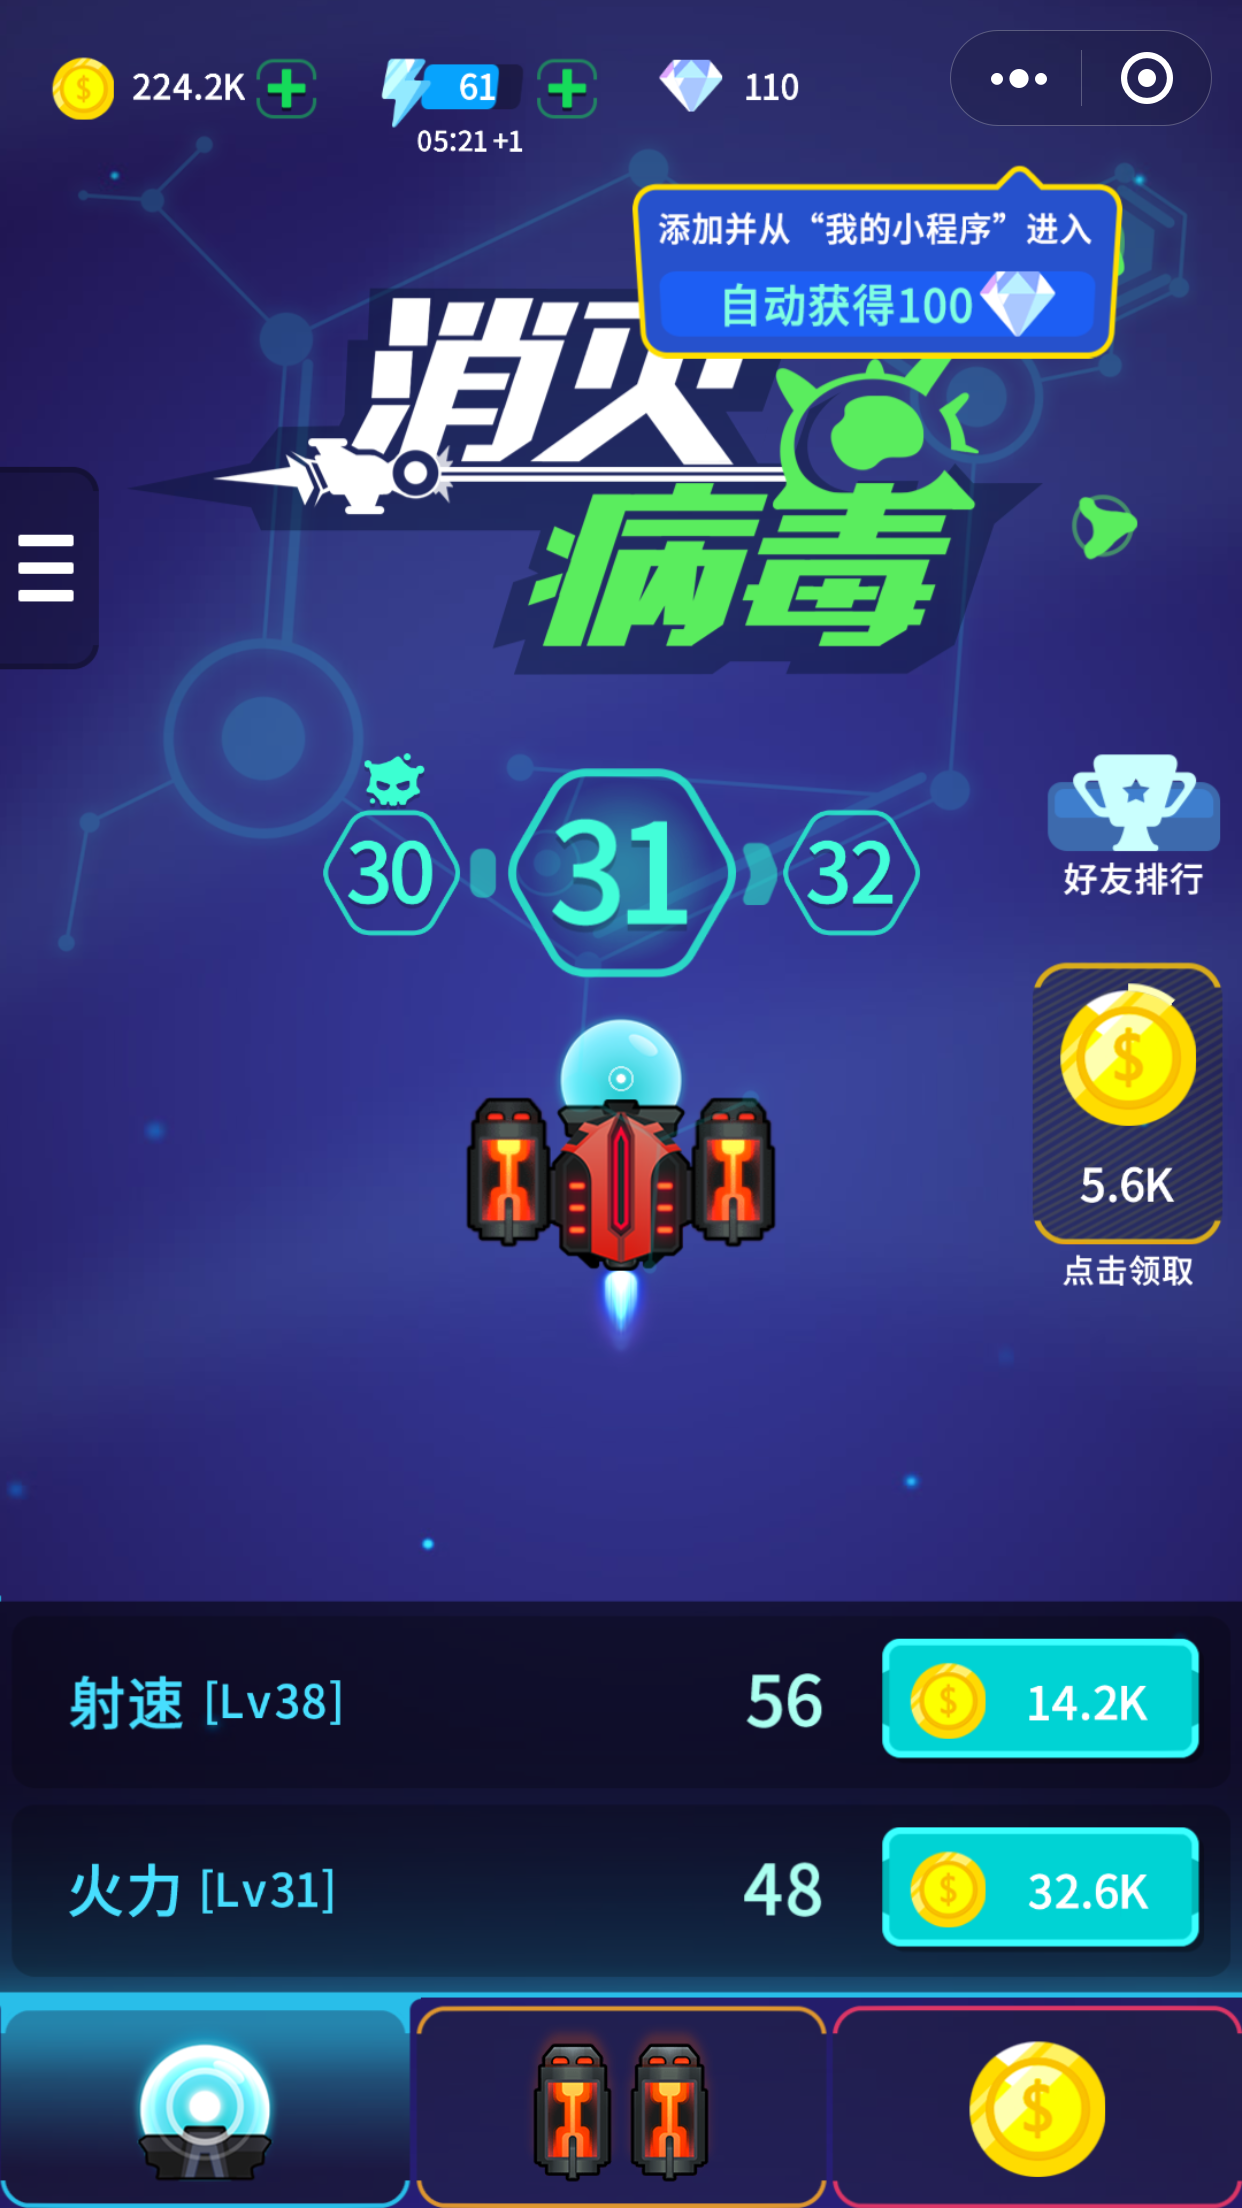 224.2K
61
110
05:21 +1
添加并从“我的小程序”进入
自动获得100
消灭
病毒
30
31
32
好友排行
5.6K
点击领取
射速 [Lv38]
56
14.2K
火力 [Lv31]
48
32.6K